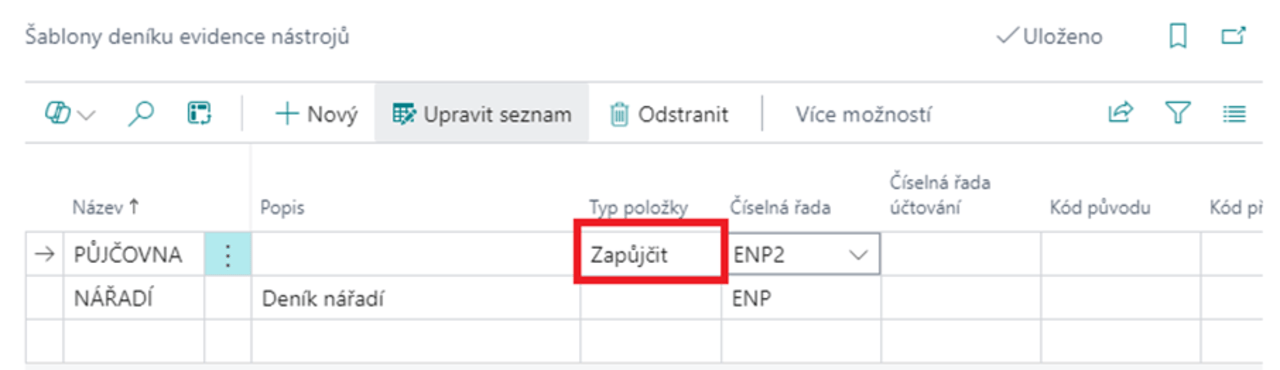 Šablony deníku evidence nástrojů
Uloženo
Nový
Upravit seznam
Odstranit
Více možností
Název ↑
Popis
Typ položky
Číselná řada
Číselná řada
účtování
Kód původu
Kód př
PŮJČOVNA
Zapůjčit
ENP2
NÁŘADÍ
Deník nářadí
ENP